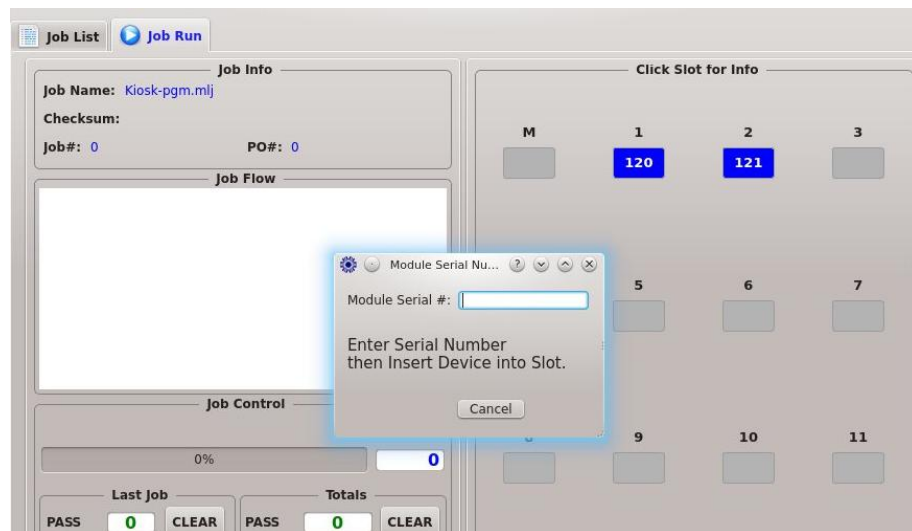 Job List Job Run
Job Info
Job Name: Kiosk-pgm.mlj
Checksum:
Job#: 0 PO#: 0
Job Flow
Job Control
0%
0
Last Job
PASS 0 CLEAR
Totals
PASS 0 CLEAR
Click Slot for Info
M 1 2 3
120 121
5 6 7
9 10 11
Module Serial Nu...
Module Serial #:
Enter Serial Number
then Insert Device into Slot.
Cancel